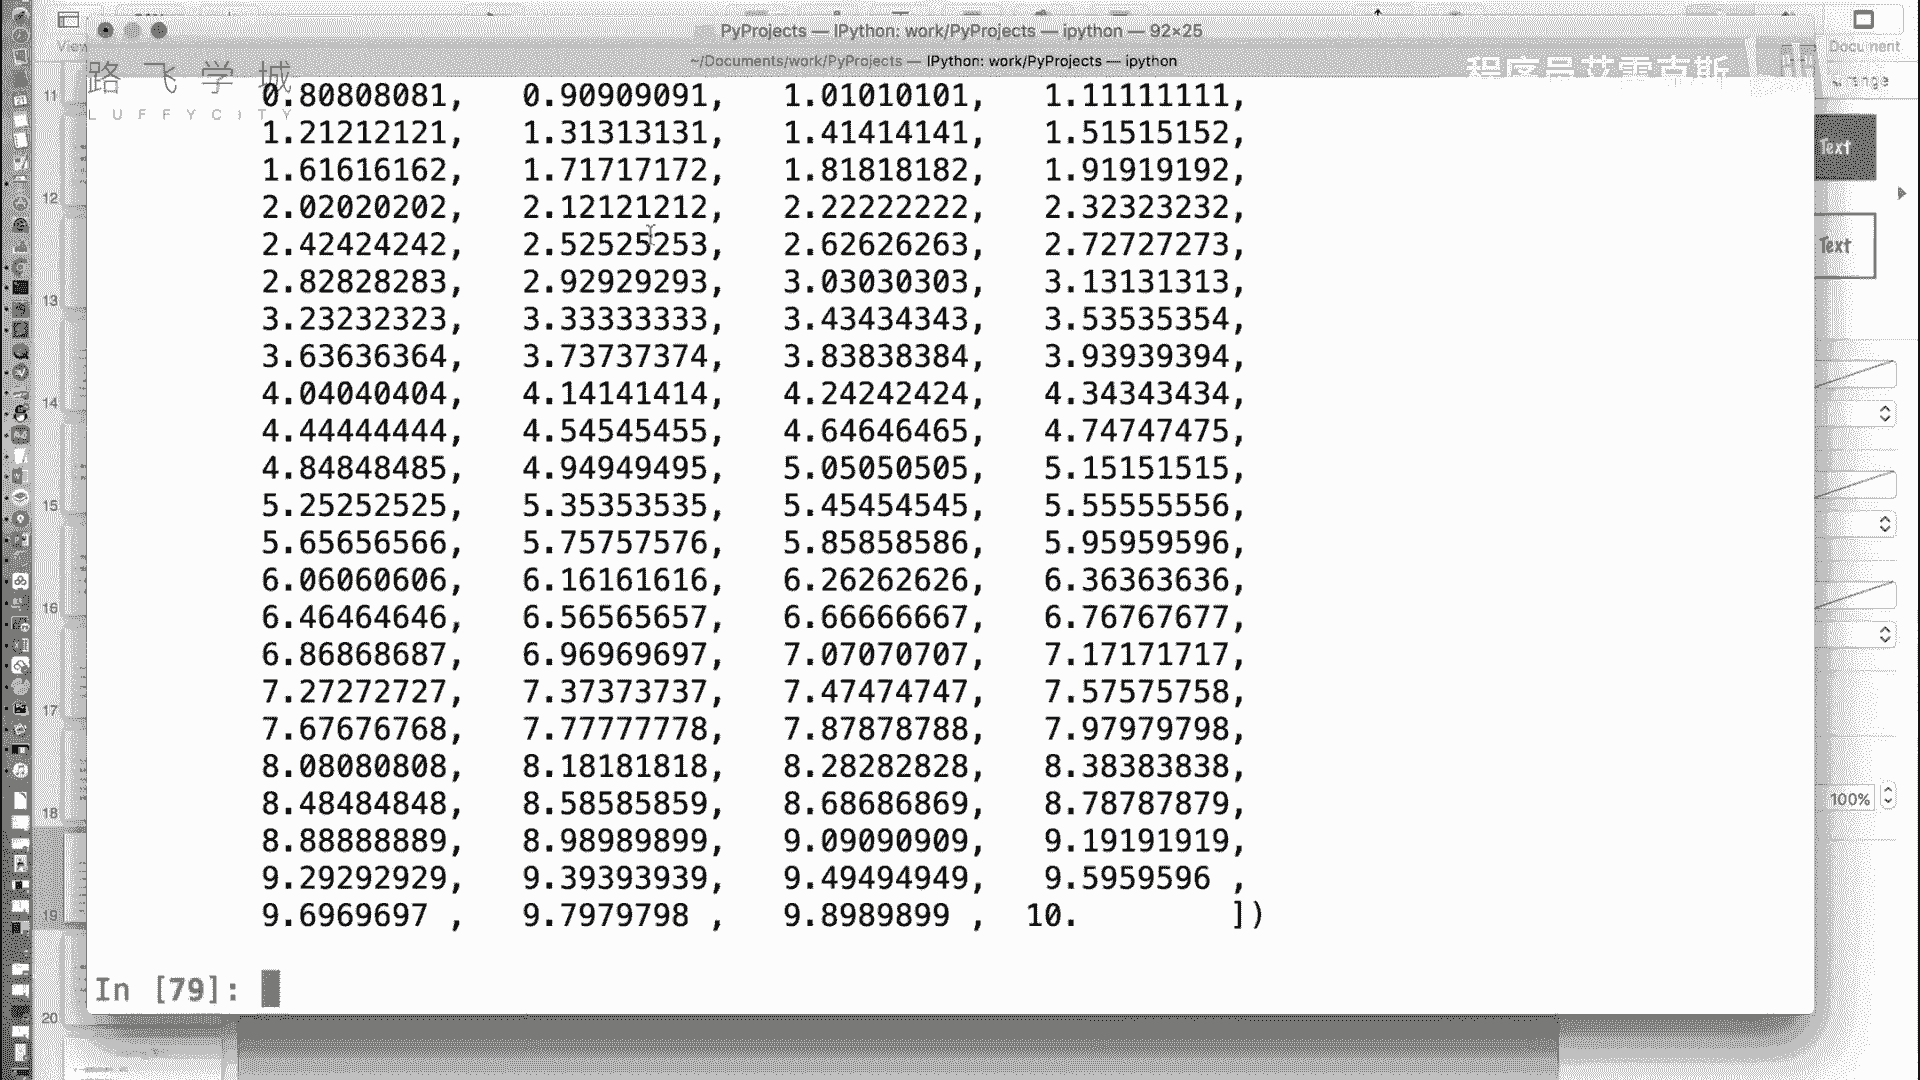 PyProjects — IPython: work/PyProjects — ipython — 92×25
View
Document
~/Documents/work/PyProjects — IPython: work/PyProjects — ipython
路飞学城
LUFFYCITY
程序员艾雷克斯
0.80808081, 0.90909091, 1.01010101, 1.11111111,
1.21212121, 1.31313131, 1.41414141, 1.51515152,
1.61616162, 1.71717172, 1.81818182, 1.91919192,
2.02020202, 2.12121212, 2.22222222, 2.32323232,
2.42424242, 2.52525253, 2.62626263, 2.72727273,
2.82828283, 2.92929293, 3.03030303, 3.13131313,
3.23232323, 3.33333333, 3.43434343, 3.53535354,
3.63636364, 3.73737374, 3.83838384, 3.93939394,
4.04040404, 4.14141414, 4.24242424, 4.34343434,
4.44444444, 4.54545455, 4.64646465, 4.74747475,
4.84848485, 4.94949495, 5.05050505, 5.15151515,
5.25252525, 5.35353535, 5.45454545, 5.55555556,
5.65656566, 5.75757576, 5.85858586, 5.95959596,
6.06060606, 6.16161616, 6.26262626, 6.36363636,
6.46464646, 6.56565657, 6.66666667, 6.76767677,
6.86868687, 6.96969697, 7.07070707, 7.17171717,
7.27272727, 7.37373737, 7.47474747, 7.57575758,
7.67676768, 7.77777778, 7.87878788, 7.97979798,
8.08080808, 8.18181818, 8.28282828, 8.38383838,
8.48484848, 8.58585859, 8.68686869, 8.78787879,
8.88888889, 8.98989899, 9.09090909, 9.19191919,
9.29292929, 9.39393939, 9.49494949, 9.5959596 ,
9.6969697 , 9.7979798 , 9.8989899 , 10. ])
In [79]:
11
12
13
14
15
16
17
18
19
20
Text
Text
100%